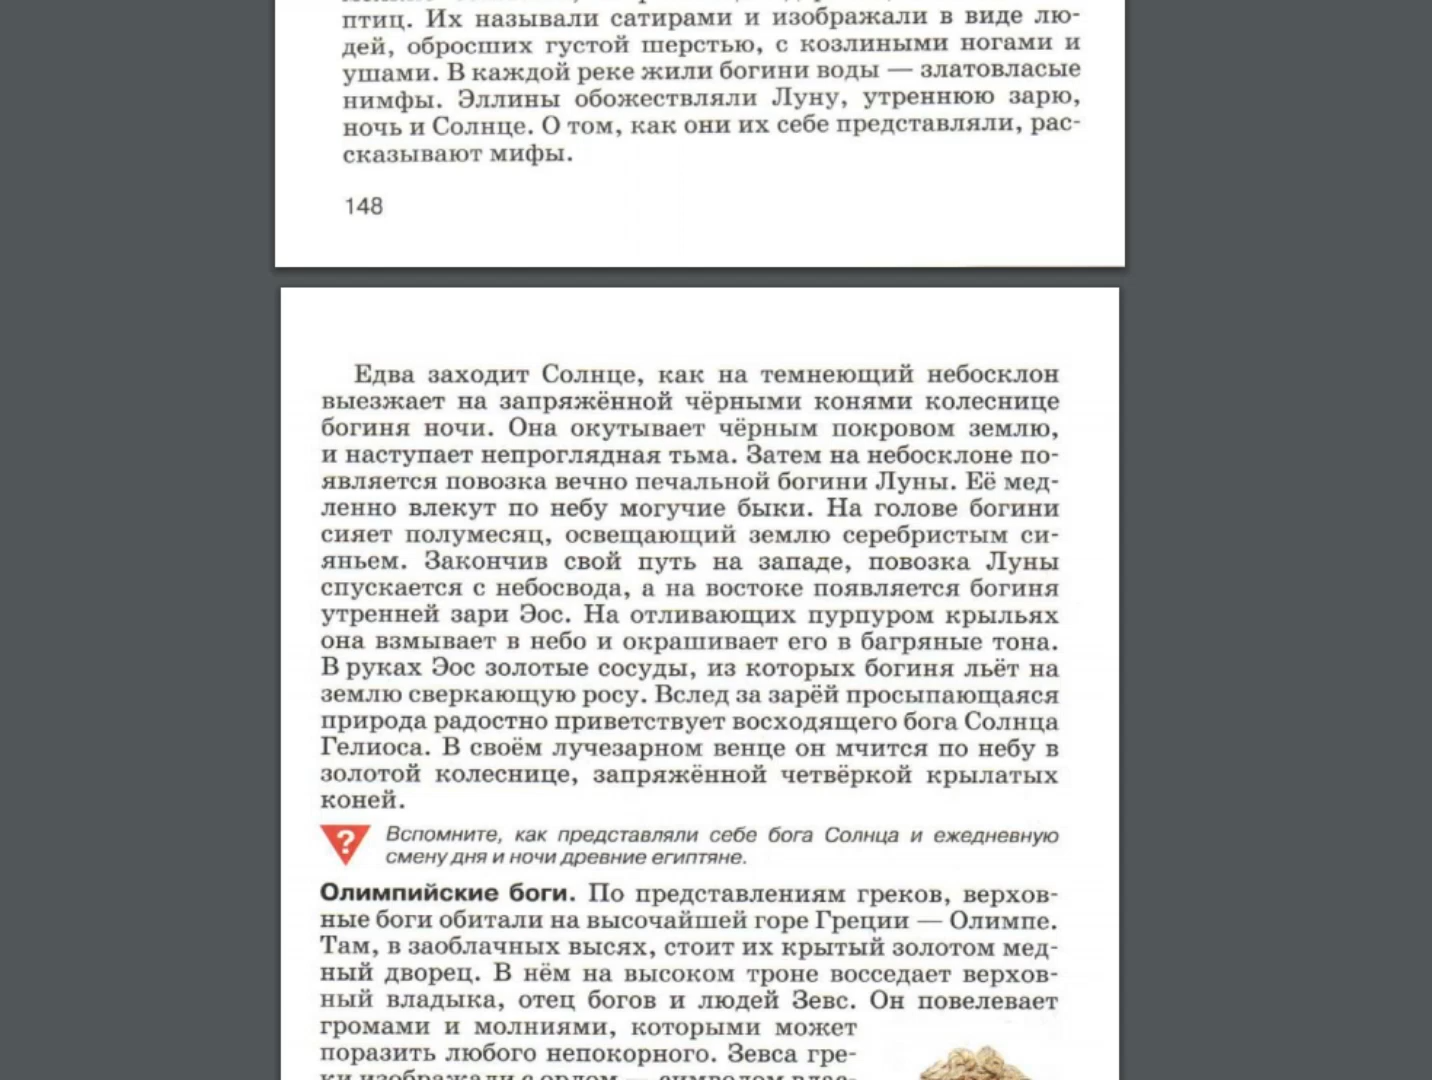 птиц. Их называли сатирами и изображали в виде лю-
дей, обросших густой шерстью, с козлиными ногами и
ушами. В каждой реке жили богини воды — златовласые
нимфы. Эллины обожествляли Луну, утреннюю зарю,
ночь и Солнце. О том, как они их себе представляли, рас-
сказывают мифы.
148
Едва заходит Солнце, как на темнеющий небосклон
выезжает на запряжённой чёрными конями колеснице
богиня ночи. Она окутывает чёрным покровом землю,
и наступает непроглядная тьма. Затем на небосклоне по-
является повозка вечно печальной богини Луны. Её мед-
ленно влекут по небу могучие быки. На голове богини
сияет полумесяц, освещающий землю серебристым си-
яньем. Закончив свой путь на западе, повозка Луны
спускается с небосвода, а на востоке появляется богиня
утренней зари Эос. На отливающих пурпуром крыльях
она взмывает в небо и окрашивает его в багряные тона.
В руках Эос золотые сосуды, из которых богиня льёт на
землю сверкающую росу. Вслед за зарёй просыпающаяся
природа радостно приветствует восходящего бога Солнца
Гелиоса. В своём лучезарном венце он мчится по небу в
золотой колеснице, запряжённой четвёркой крылатых
коней.
? Вспомните, как представляли себе бога Солнца и ежедневную
смену дня и ночи древние египтяне.
Олимпийские боги. По представлениям греков, верхов-
ные боги обитали на высочайшей горе Греции — Олимпе.
Там, в заоблачных высях, стоит их крытый золотом мед-
ный дворец. В нём на высоком троне восседает верхов-
ный владыка, отец богов и людей Зевс. Он повелевает
громами и молниями, которыми может
поразить любого непокорного. Зевса гре-
ки изображали с орлом — символом влас-